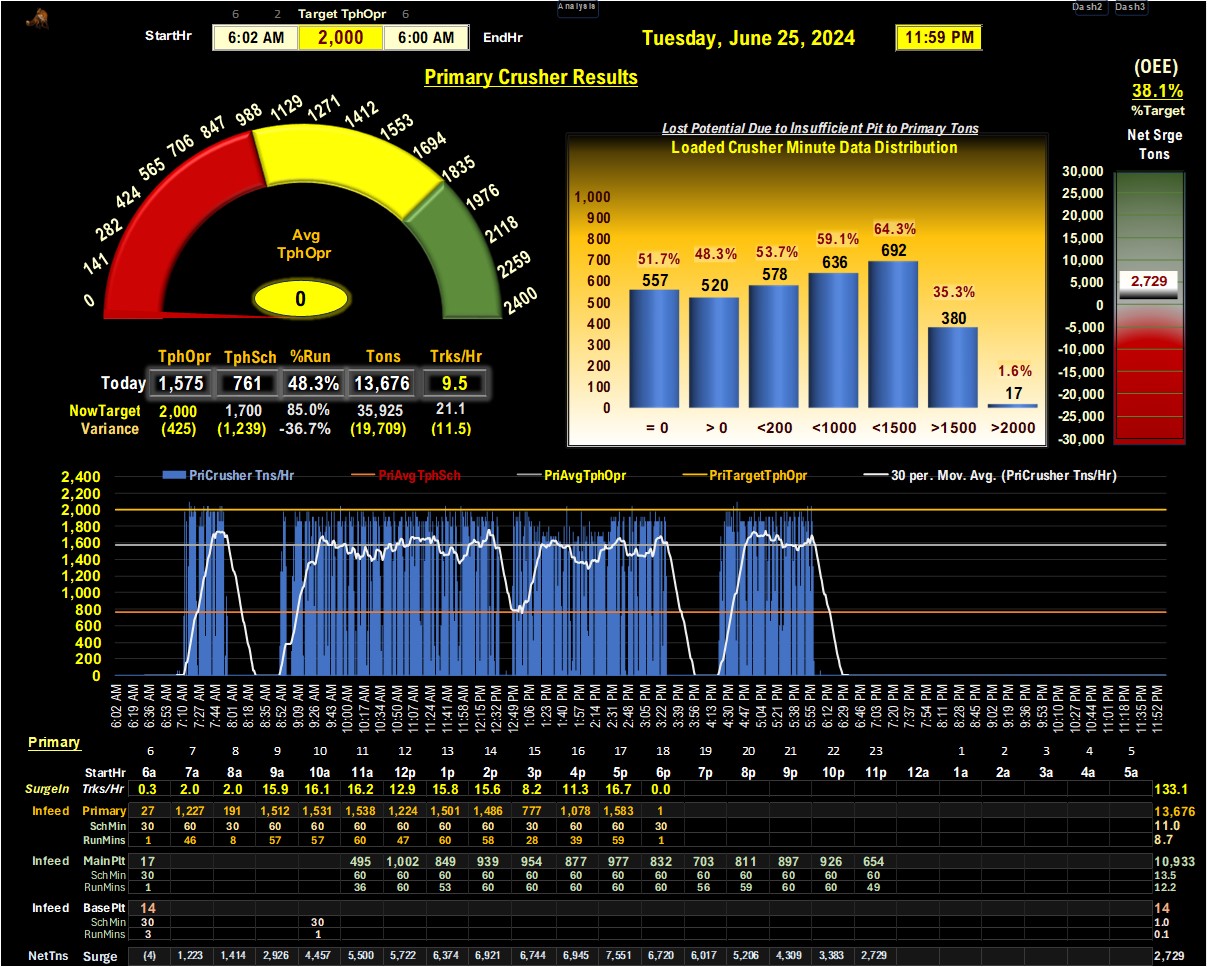 6 2 Target TphOpr 6
Analysis
Dash2 Dash3
StartHr 6:02 AM 2,000 6:00 AM EndHr
Tuesday, June 25, 2024 11:59 PM
Primary Crusher Results
(OEE)
38.1%
%Target
Net Srge
Tons
0 141 282 424 565 706 847 988 1129 1271 1412 1553 1694 1835 1976 2118 2259 2400
Avg
TphOpr
0
Lost Potential Due to Insufficient Pit to Primary Tons
Loaded Crusher Minute Data Distribution
1,000
900
800
700
600
500
400
300
200
100
0
51.7% 48.3% 53.7% 59.1% 64.3% 35.3% 1.6%
557 520 578 636 692 380 17
= 0 > 0 <200 <1000 <1500 >1500 >2000
30,000
25,000
20,000
15,000
10,000
5,000
0
-5,000
-10,000
-15,000
-20,000
-25,000
-30,000
2,729
TphOpr TphSch %Run Tons Trks/Hr
Today 1,575 761 48.3% 13,676 9.5
NowTarget 2,000 1,700 85.0% 35,925 21.1
Variance (425) (1,239) -36.7% (19,709) (11.5)
PriCrusher Tns/Hr PriAvgTphSch PriAvgTphOpr PriTargetTphOpr 30 per. Mov. Avg. (PriCrusher Tns/Hr)
2,400
2,200
2,000
1,800
1,600
1,400
1,200
1,000
800
600
400
200
0
6:02 AM 6:19 AM 6:36 AM 6:53 AM 7:10 AM 7:27 AM 7:44 AM 8:01 AM 8:18 AM 8:35 AM 8:52 AM 9:09 AM 9:26 AM 9:43 AM 10:00 AM 10:17 AM 10:34 AM 10:50 AM 11:07 AM 11:24 AM 11:41 AM 11:58 AM 12:15 PM 12:32 PM 12:49 PM 1:06 PM 1:23 PM 1:40 PM 1:57 PM 2:14 PM 2:31 PM 2:48 PM 3:05 PM 3:22 PM 3:39 PM 3:56 PM 4:13 PM 4:30 PM 4:47 PM 5:04 PM 5:21 PM 5:38 PM 5:55 PM 6:12 PM 6:29 PM 6:46 PM 7:03 PM 7:20 PM 7:37 PM 7:54 PM 8:11 PM 8:28 PM 8:45 PM 9:02 PM 9:19 PM 9:36 PM 9:53 PM 10:10 PM 10:27 PM 10:44 PM 11:01 PM 11:18 PM 11:35 PM 11:52 PM
Primary 6 7 8 9 10 11 12 13 14 15 16 17 18 19 20 21 22 23 1 2 3 4 5
StartHr 6a 7a 8a 9a 10a 11a 12p 1p 2p 3p 4p 5p 6p 7p 8p 9p 10p 11p 12a 1a 2a 3a 4a 5a
SurgeIn Trks/Hr 0.3 2.0 2.0 15.9 16.1 16.2 12.9 15.8 15.6 8.2 11.3 16.7 0.0 133.1
Infeed Primary 27 1,227 191 1,512 1,531 1,538 1,224 1,501 1,486 777 1,078 1,583 1 13,676
SchMin 30 60 30 60 60 60 60 60 60 30 60 60 30 11.0
RunMins 1 46 8 57 57 60 47 60 58 28 39 59 1 8.7
Infeed MainPlt 17 495 1,002 849 939 954 877 977 832 703 811 897 926 654 10,933
SchMin 30 60 60 60 60 60 60 60 60 60 60 60 60 60 13.5
RunMins 1 36 60 53 60 60 60 60 60 56 59 60 60 49 12.2
Infeed BasePlt 14 14
SchMin 30 30 1.0
RunMins 3 1 0.1
NetTns Surge (4) 1,223 1,414 2,926 4,457 5,500 5,722 6,374 6,921 6,744 6,945 7,551 6,720 6,017 5,206 4,309 3,383 2,729 2,729